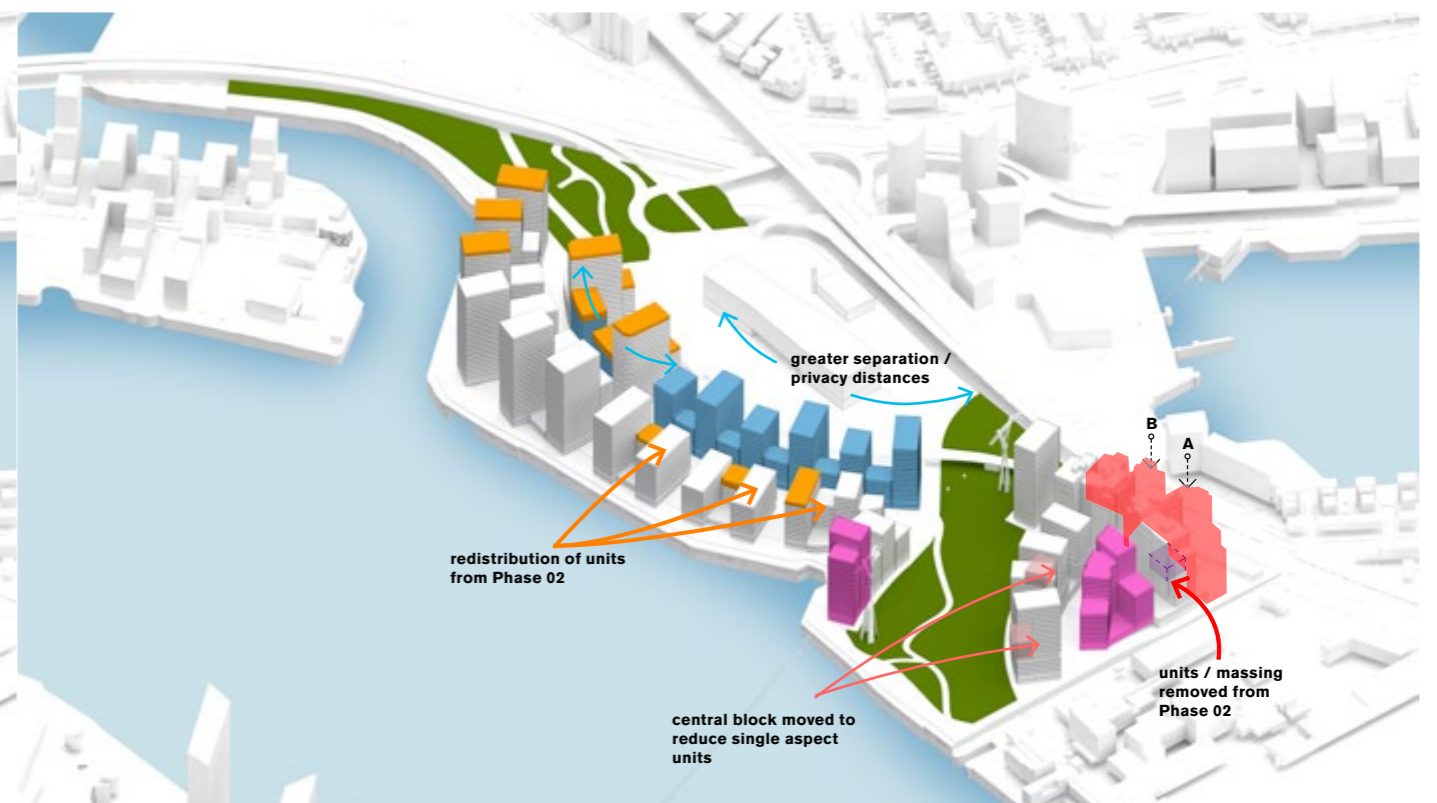 greater separation /
privacy distances
B
A
redistribution of units
from Phase 02
units / massing
removed from
Phase 02
central block moved to
reduce single aspect
units